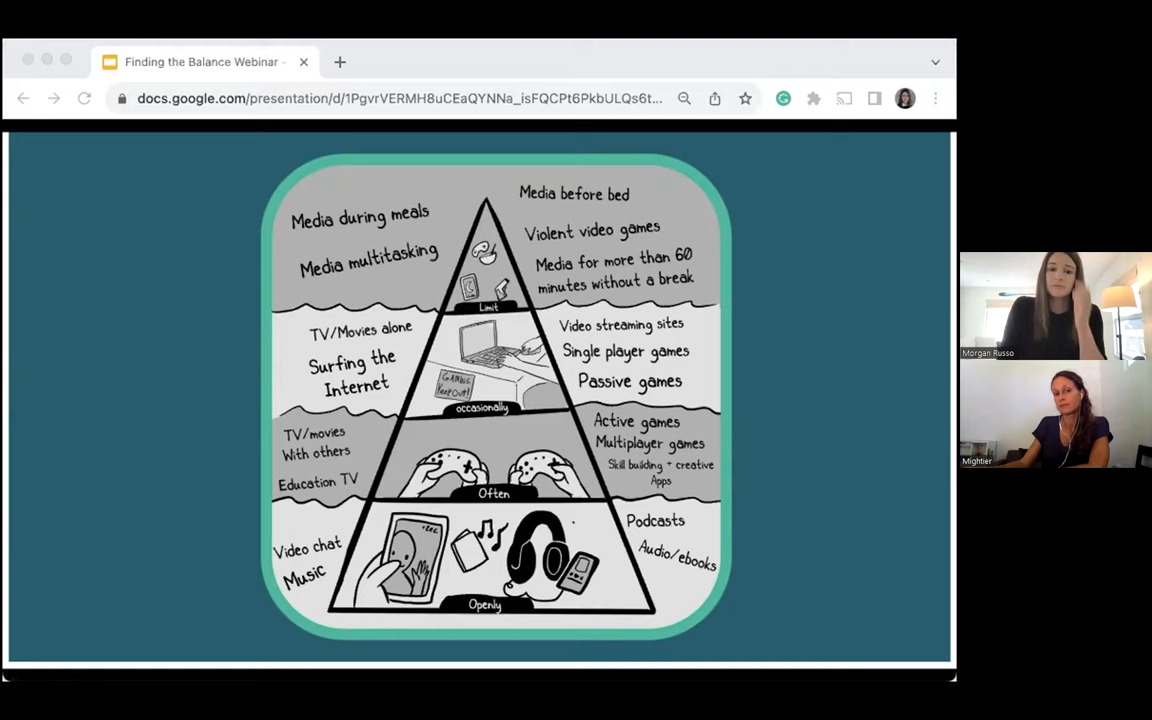 Finding the Balance Webinar -
docs.google.com/presentation/d/1PgvrVERMH8uCEaQYNNa_isFQCPt6PkbULQs6t...
Media during meals
Media multitasking
Media before bed
Violent video games
Media for more than 60
minutes without a break
Limit
TV/Movies alone
Surfing the
Internet
Video streaming sites
Single player games
Passive games
GAMING
KEEP OUT!
occasionally
TV/movies
With others
Education TV
Active games
Multiplayer games
Skill building + creative
Apps
Often
Video chat
Music
Podcasts
Audio/ebooks
Openly
Morgan Russo
Mightier